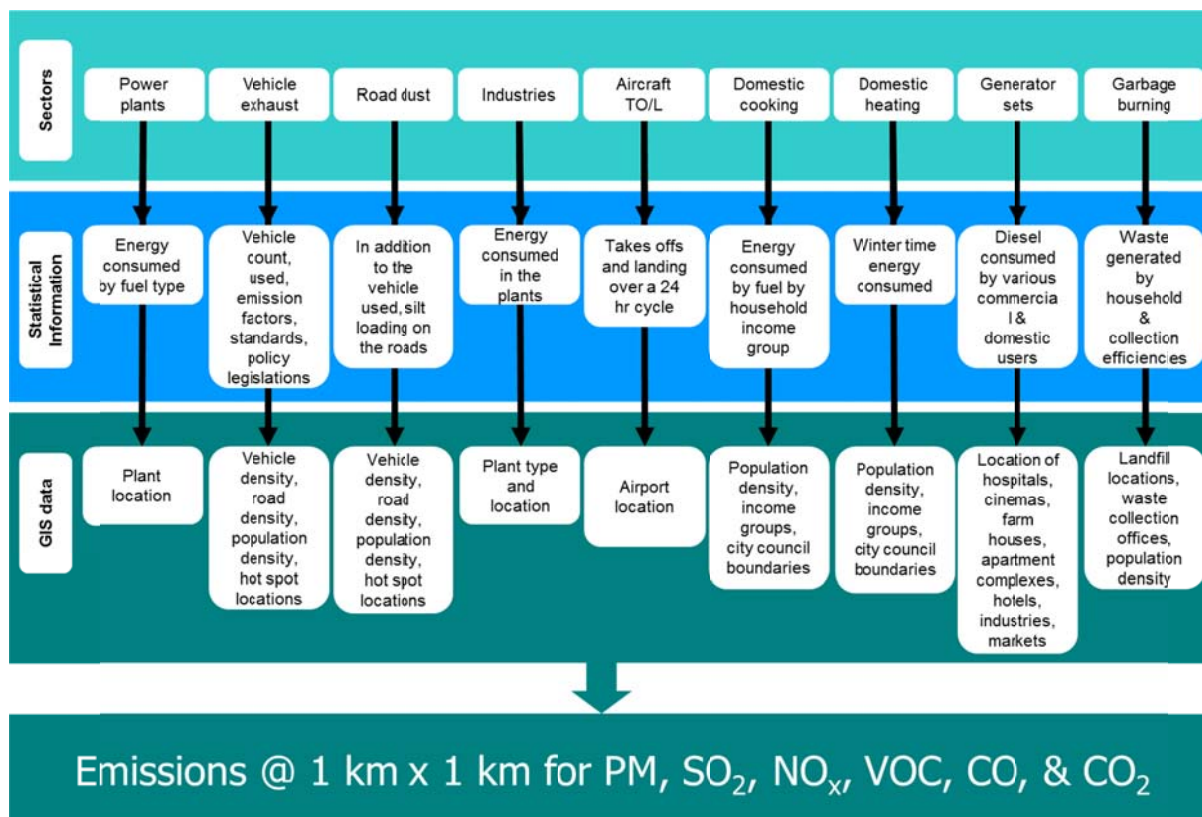 Sectors
Power
plants
Vehicle
exhaust
Road dust
Industries
Aircraft
TO/L
Domestic
cooking
Domestic
heating
Generator
sets
Garbage
burning
Statistical
Information
Energy
consumed
by fuel type
Vehicle
count,
used,
emission
factors,
standards,
policy
legislations
In addition
to the
vehicle
used, silt
loading on
the roads
Energy
consumed
in the
plants
Takes offs
and landing
over a 24
hr cycle
Energy
consumed
by fuel by
household
income
group
Winter time
energy
consumed
Diesel
consumed
by various
commercia
l &
domestic
users
Waste
generated
by
household
&
collection
efficiencies
GIS data
Plant
location
Vehicle
density,
road
density,
population
density,
hot spot
locations
Vehicle
density,
road
density,
population
density,
hot spot
locations
Plant type
and
location
Airport
location
Population
density,
income
groups,
city council
boundaries
Population
density,
income
groups,
city council
boundaries
Location of
hospitals,
cinemas,
farm
houses,
apartment
complexes,
hotels,
industries,
markets
Landfill
locations,
waste
collection
offices,
population
density
Emissions @ 1 km x 1 km for PM, SO₂, NOₓ, VOC, CO, & CO₂